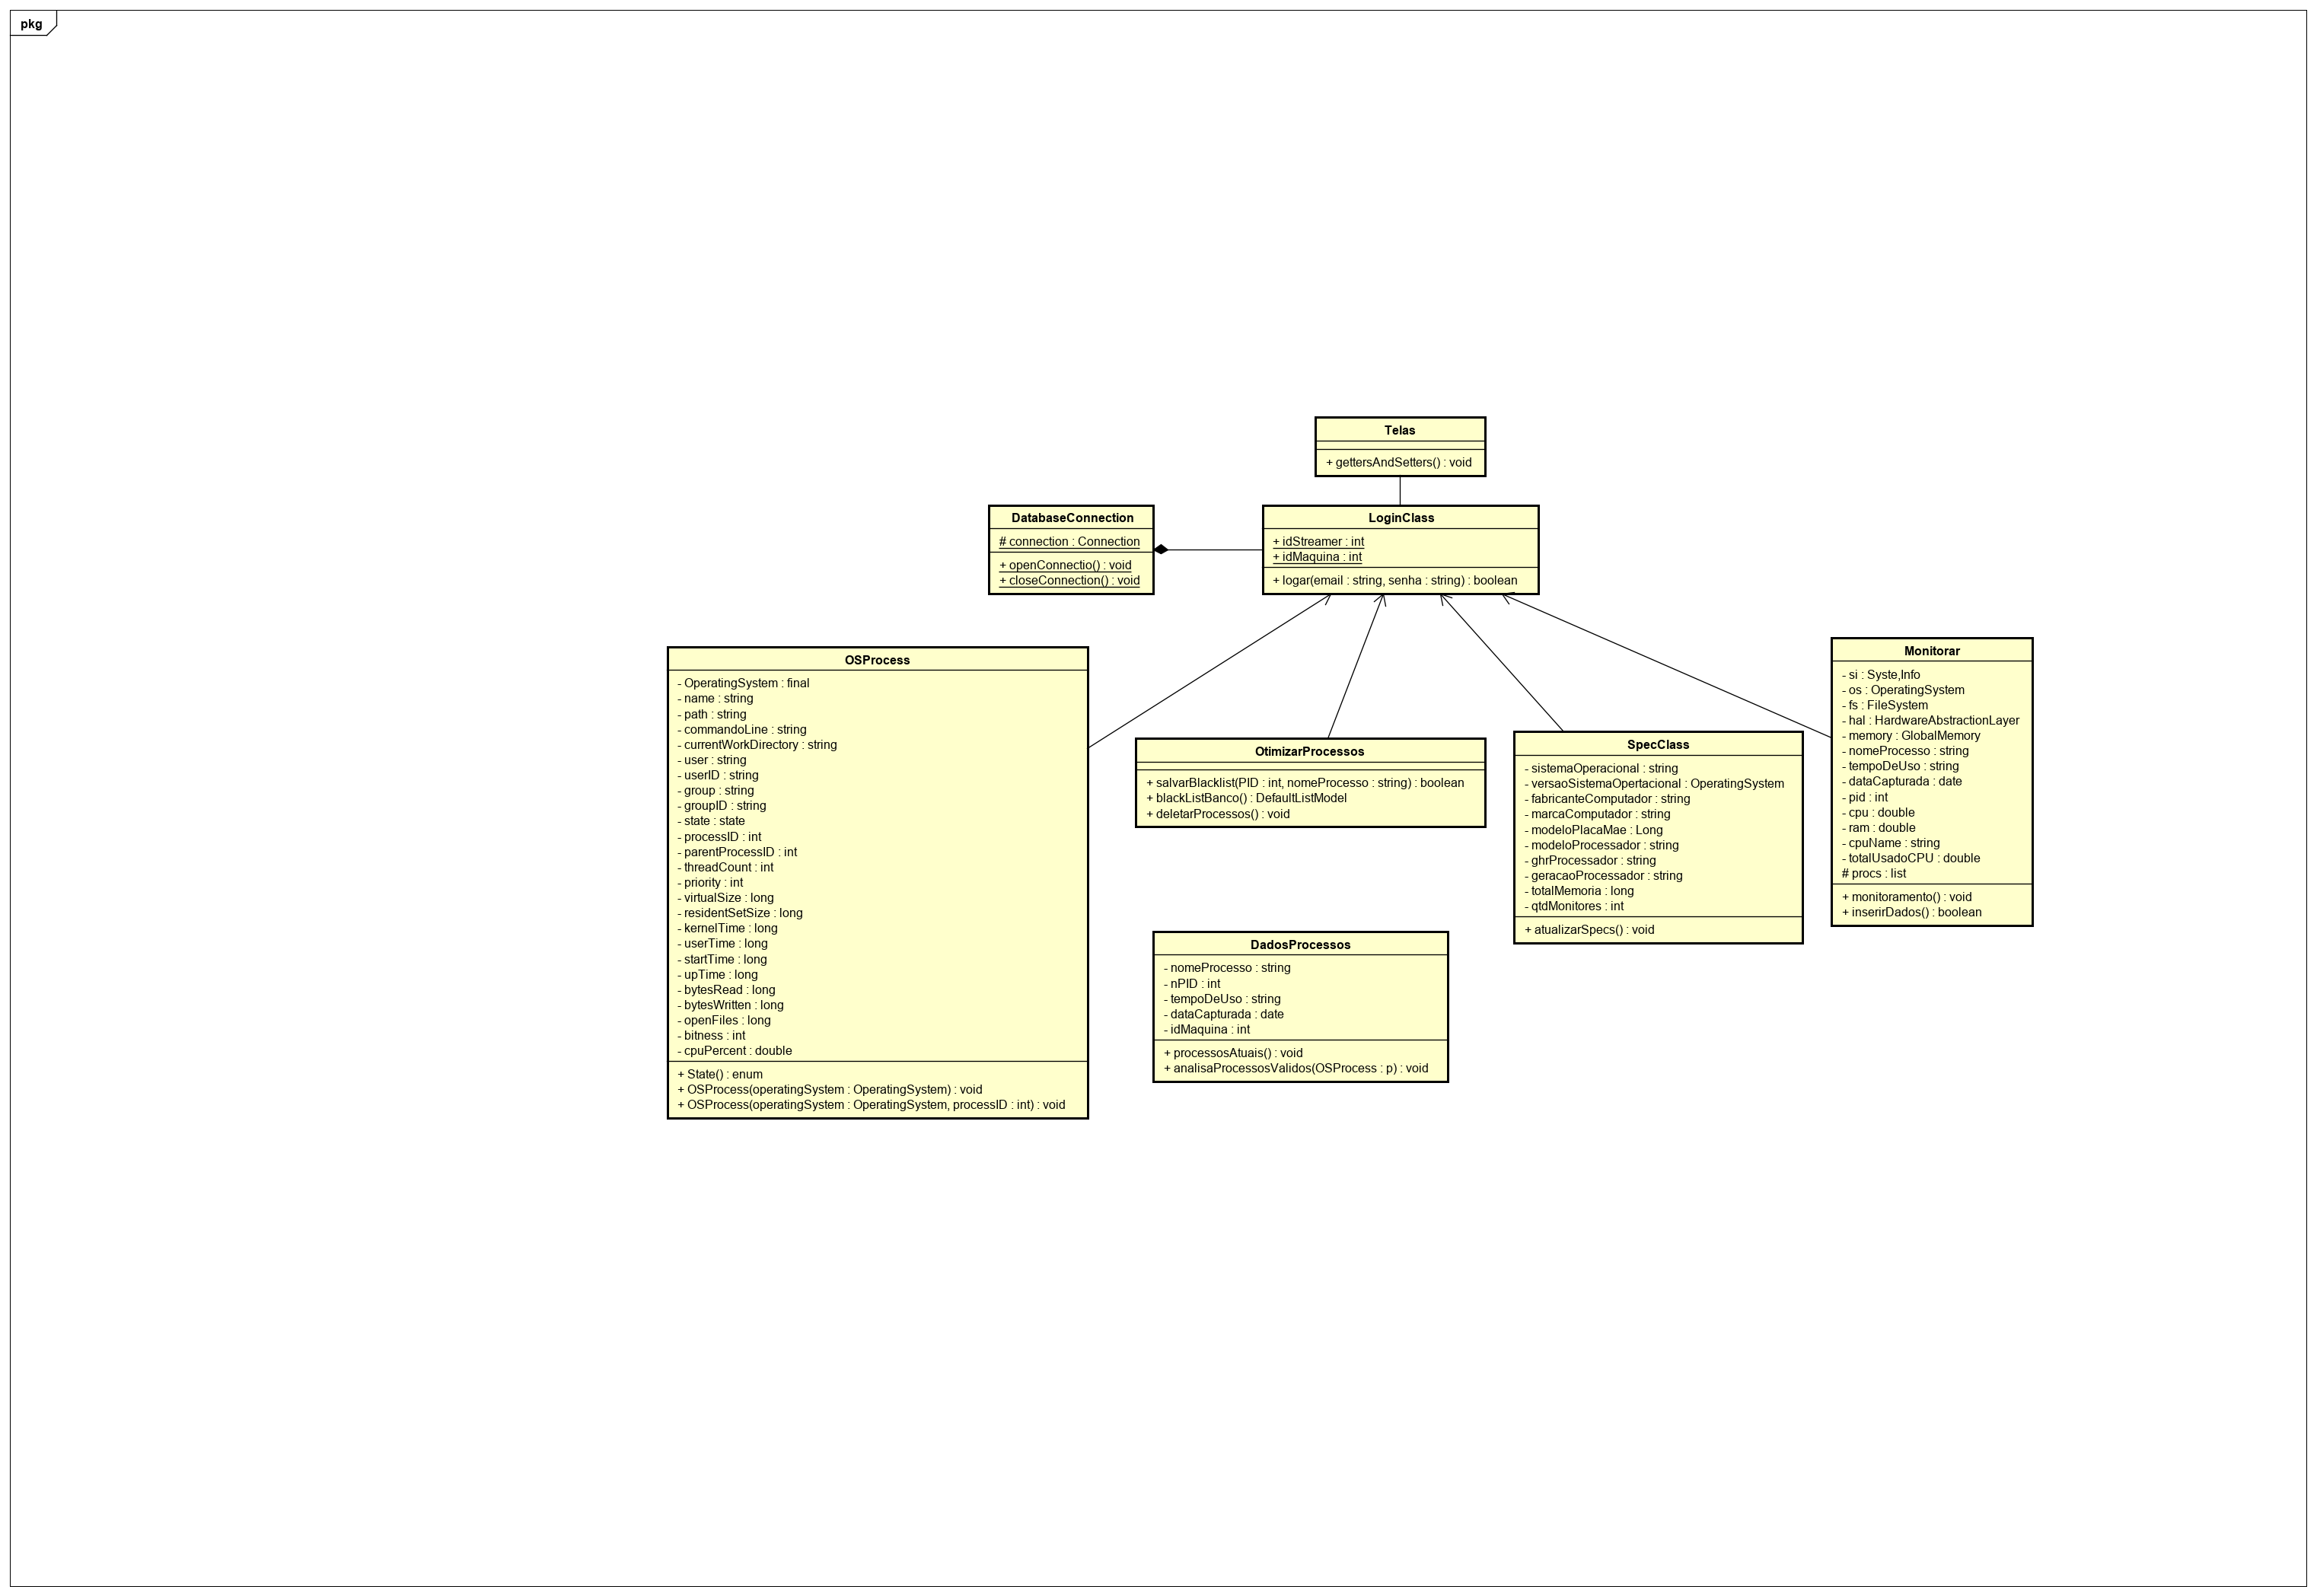 pkg
Telas
+ gettersAndSetters() : void
DatabaseConnection
# connection : Connection
+ openConnectio() : void
+ closeConnection() : void
LoginClass
+ idStreamer : int
+ idMaquina : int
+ logar(email : string, senha : string) : boolean
OSProcess
- OperatingSystem : final
- name : string
- path : string
- commandoLine : string
- currentWorkDirectory : string
- user : string
- userID : string
- group : string
- groupID : string
- state : state
- processID : int
- parentProcessID : int
- threadCount : int
- priority : int
- virtualSize : long
- residentSetSize : long
- kernelTime : long
- userTime : long
- startTime : long
- upTime : long
- bytesRead : long
- bytesWritten : long
- openFiles : long
- bitness : int
- cpuPercent : double
+ State() : enum
+ OSProcess(operatingSystem : OperatingSystem) : void
+ OSProcess(operatingSystem : OperatingSystem, processID : int) : void
OtimizarProcessos
+ salvarBlacklist(PID : int, nomeProcesso : string) : boolean
+ blackListBanco() : DefaultListModel
+ deletarProcessos() : void
SpecClass
- sistemaOperacional : string
- versaoSistemaOpertacional : OperatingSystem
- fabricanteComputador : string
- marcaComputador : string
- modeloPlacaMae : Long
- modeloProcessador : string
- ghrProcessador : string
- geracaoProcessador : string
- totalMemoria : long
- qtdMonitores : int
+ atualizarSpecs() : void
Monitorar
- si : Syste,Info
- os : OperatingSystem
- fs : FileSystem
- hal : HardwareAbstractionLayer
- memory : GlobalMemory
- nomeProcesso : string
- tempoDeUso : string
- dataCapturada : date
- pid : int
- cpu : double
- ram : double
- cpuName : string
- totalUsadoCPU : double
# procs : list
+ monitoramento() : void
+ inserirDados() : boolean
DadosProcessos
- nomeProcesso : string
- nPID : int
- tempoDeUso : string
- dataCapturada : date
- idMaquina : int
+ processosAtuais() : void
+ analisaProcessosValidos(OSProcess : p) : void